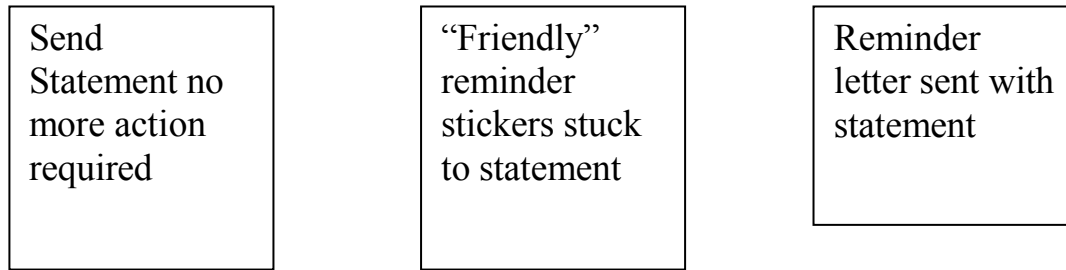 Send
Statement no
more action
required
“Friendly”
reminder
stickers stuck
to statement
Reminder
letter sent with
statement